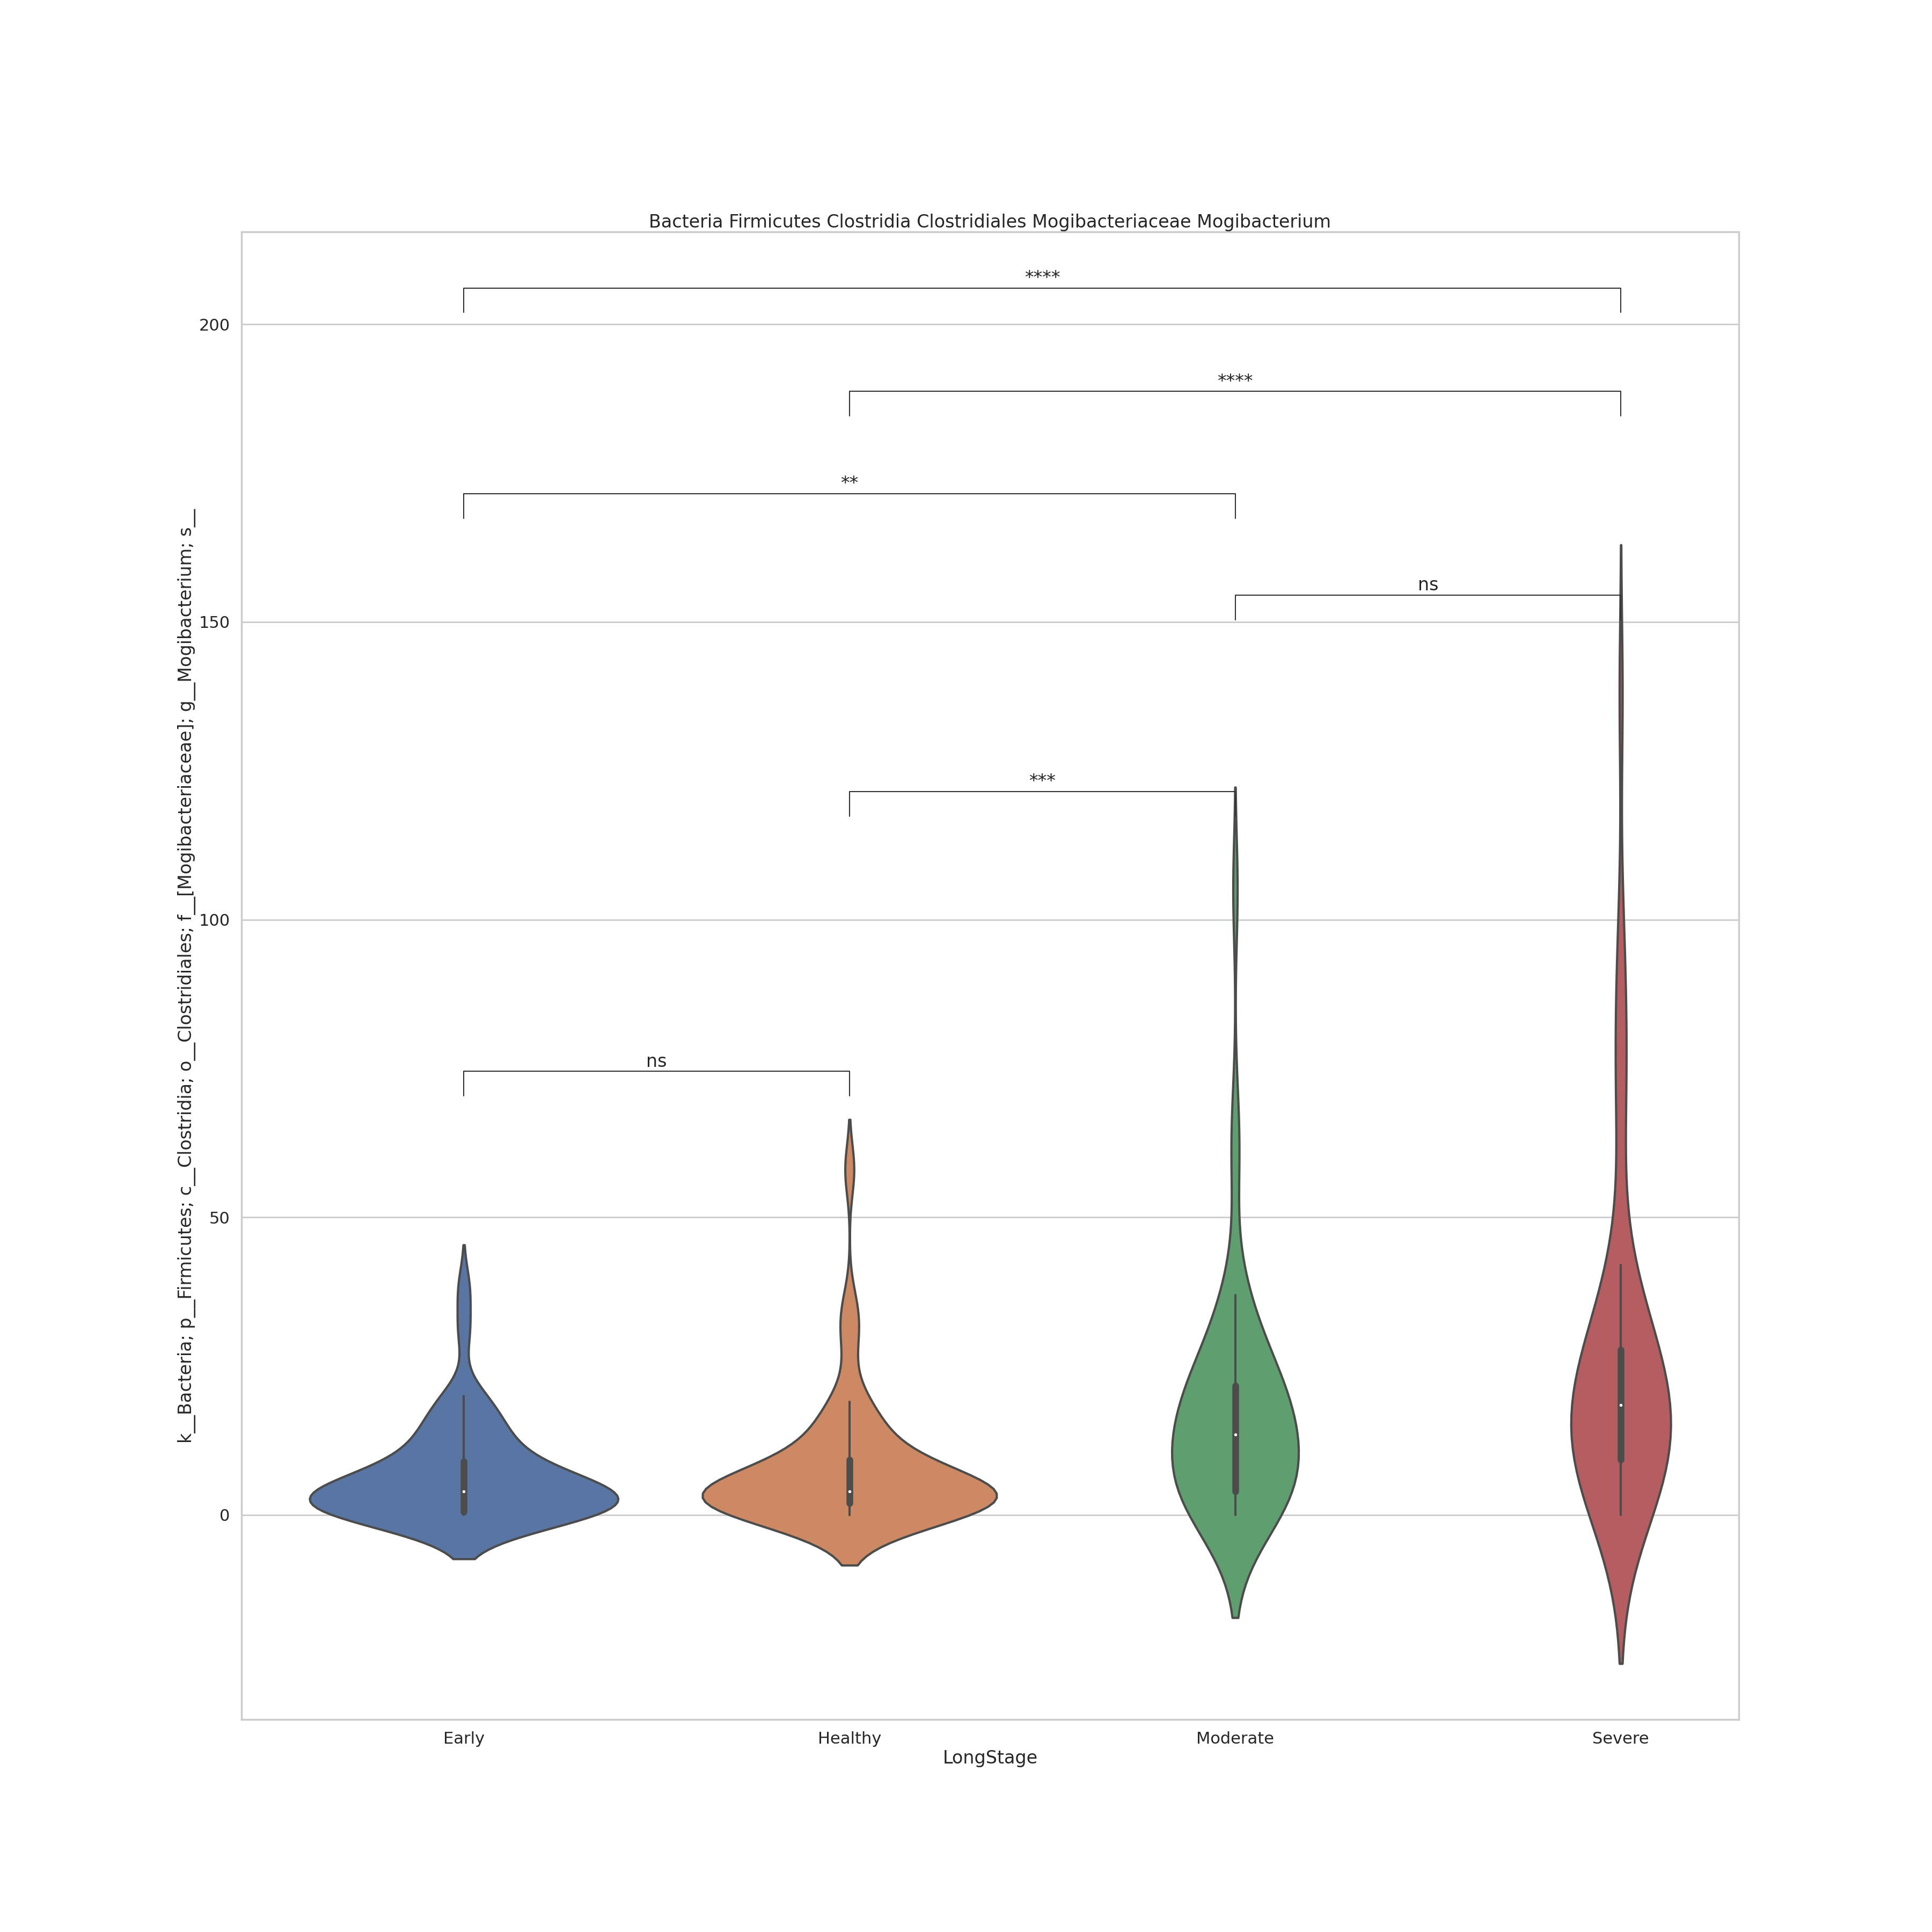 Bacteria Firmicutes Clostridia Clostridiales Mogibacteriaceae Mogibacterium
k__Bacteria; p__Firmicutes; c__Clostridia; o__Clostridiales; f__[Mogibacteriaceae]; g__Mogibacterium; s__
200
150
100
50
0
****
****
**
ns
***
ns
Early
Healthy
Moderate
Severe
LongStage